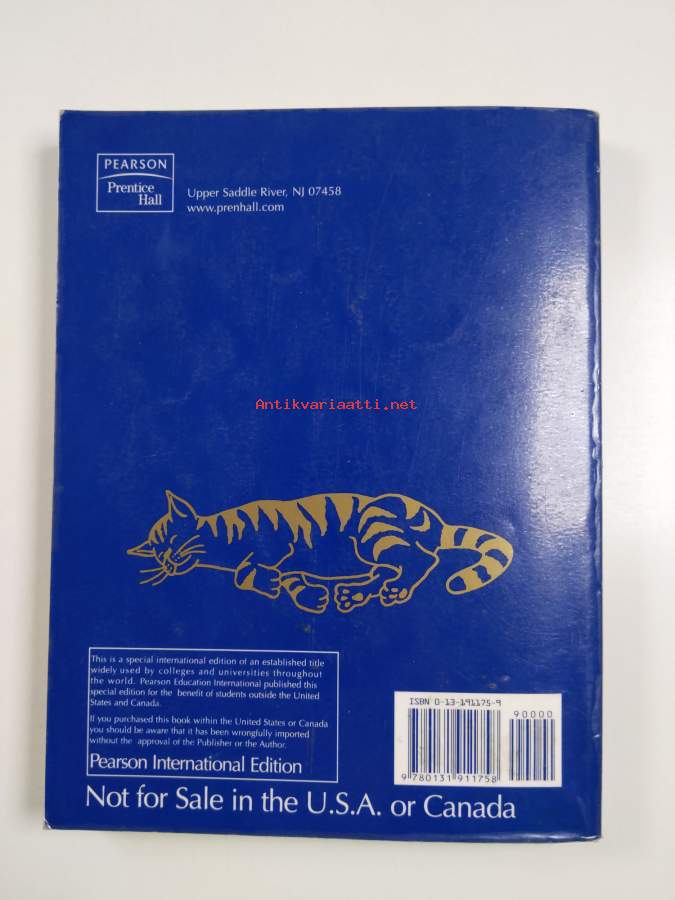 PEARSON
Prentice
Hall
Upper Saddle River, NJ 07458
www.prenhall.com
Antikvariaatti.net
This is a special international edition of an established title
widely used by colleges and universities throughout
the world. Pearson Education International published this
special edition for the benefit of students outside the United
States and Canada.
If you purchased this book within the United States or Canada
you should be aware that it has been wrongfully imported
without the approval of the Publisher or the Author.
Pearson International Edition
Not for Sale in the U.S.A. or Canada
ISBN 0-13-191175-9
90000
9 780131 911758